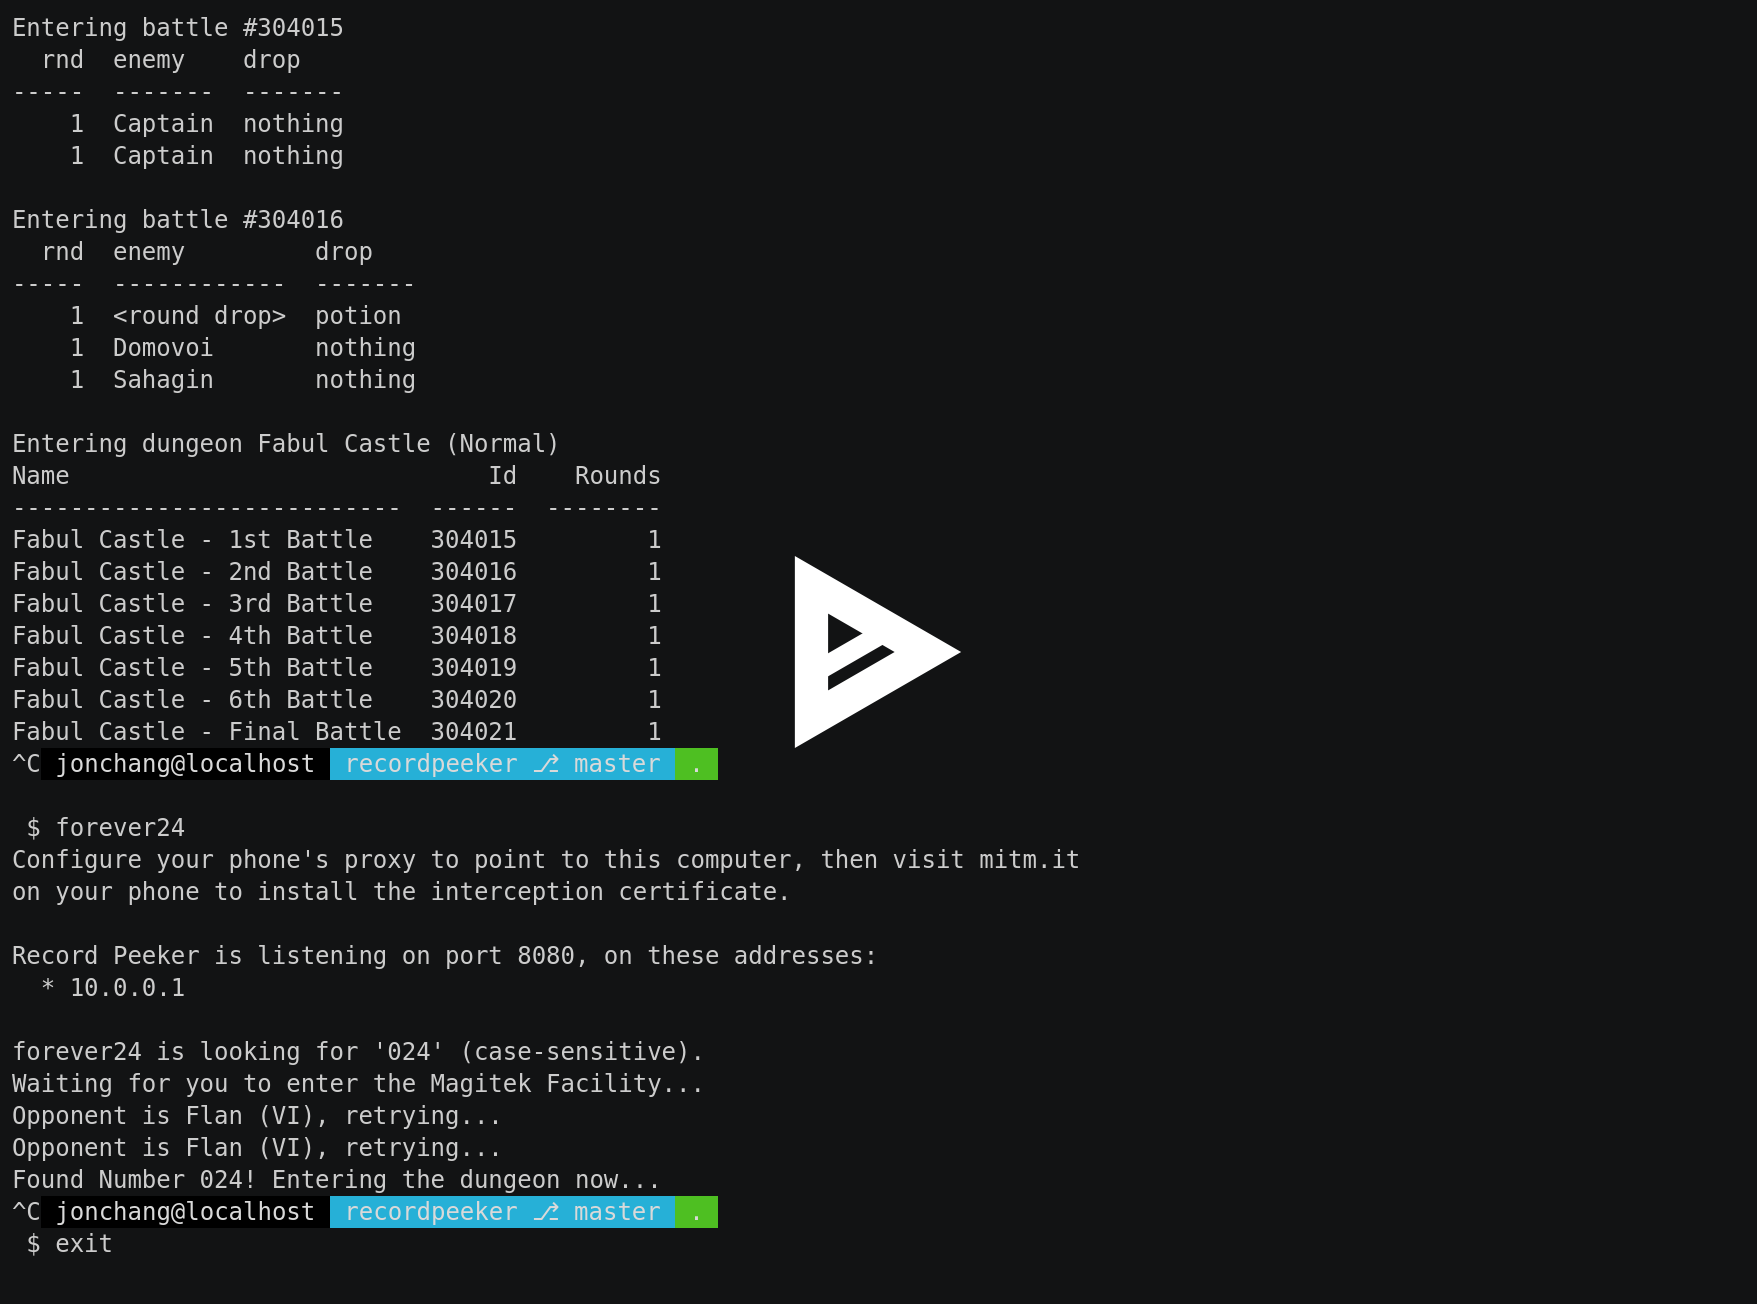 Entering battle #304015
  rnd  enemy    drop
-----  -------  -------
    1  Captain  nothing
    1  Captain  nothing

Entering battle #304016
  rnd  enemy         drop
-----  ------------  -------
    1  <round drop>  potion
    1  Domovoi       nothing
    1  Sahagin       nothing

Entering dungeon Fabul Castle (Normal)
Name                             Id    Rounds
---------------------------  ------  --------
Fabul Castle - 1st Battle    304015         1
Fabul Castle - 2nd Battle    304016         1
Fabul Castle - 3rd Battle    304017         1
Fabul Castle - 4th Battle    304018         1
Fabul Castle - 5th Battle    304019         1
Fabul Castle - 6th Battle    304020         1
Fabul Castle - Final Battle  304021         1
^C jonchang@localhost  recordpeeker ⎇ master  .

 $ forever24
Configure your phone's proxy to point to this computer, then visit mitm.it
on your phone to install the interception certificate.

Record Peeker is listening on port 8080, on these addresses:
  * 10.0.0.1

forever24 is looking for '024' (case-sensitive).
Waiting for you to enter the Magitek Facility...
Opponent is Flan (VI), retrying...
Opponent is Flan (VI), retrying...
Found Number 024! Entering the dungeon now...
^C jonchang@localhost  recordpeeker ⎇ master  .
 $ exit